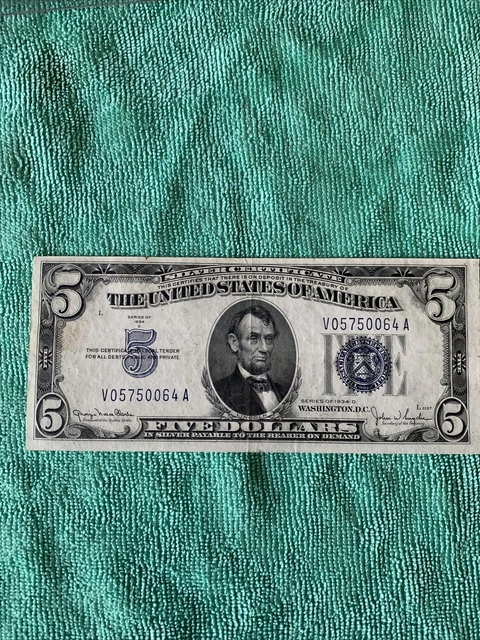 SILVER CERTIFICATE
THIS CERTIFIES THAT THERE IS ON DEPOSIT IN THE TREASURY OF
5 THE UNITED STATES OF AMERICA 5
L
SERIES OF
1934
D
V05750064A
5
THIS CERTIFICATE IS LEGAL TENDER
FOR ALL DEBTS, PUBLIC AND PRIVATE
FIVE
V05750064A
SERIES OF 1934 D
WASHINGTON, D.C.
5 FIVE DOLLARS 5
IN SILVER PAYABLE TO THE BEARER ON DEMAND